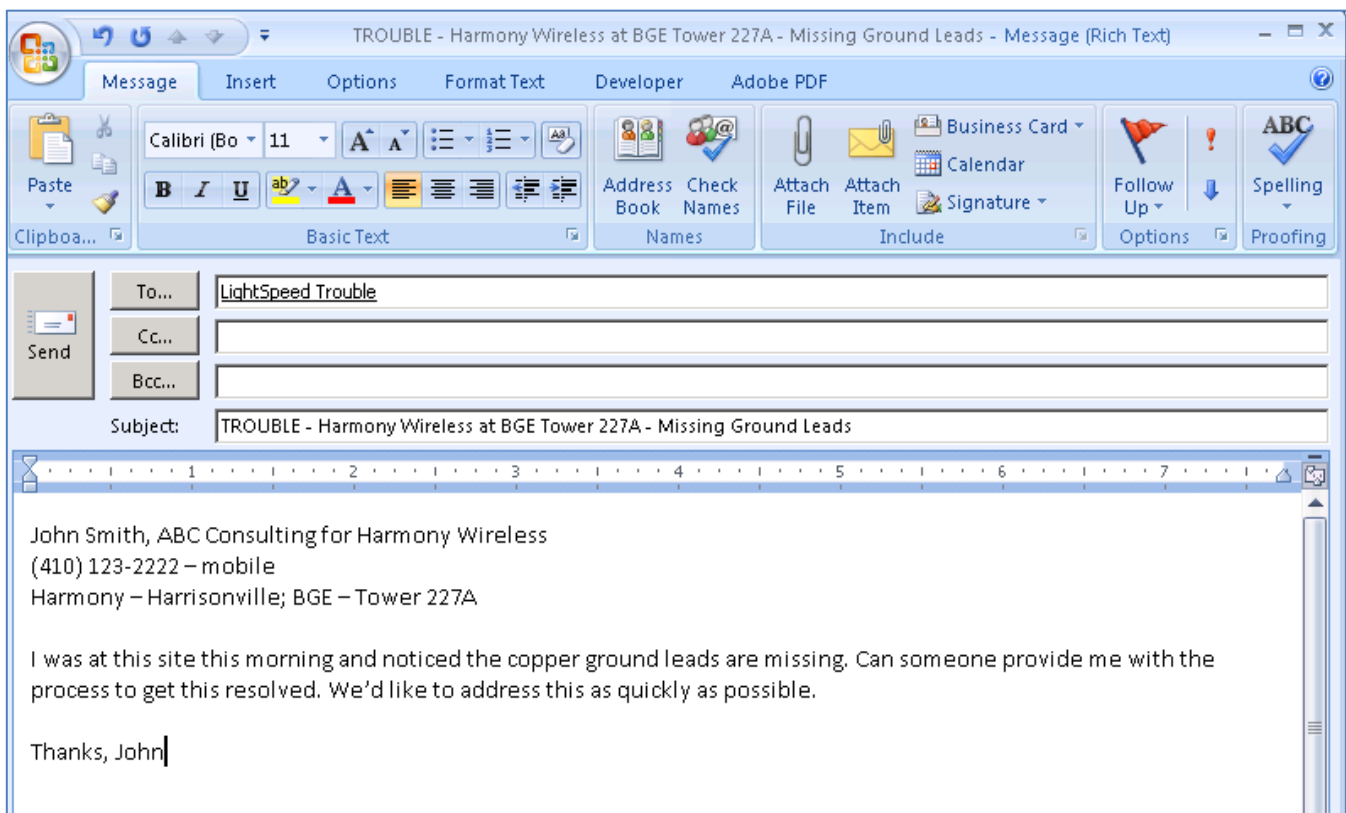 TROUBLE - Harmony Wireless at BGE Tower 227A - Missing Ground Leads - Message (Rich Text)
Message Insert Options Format Text Developer Adobe PDF
Paste
Calibri (Bo 11
B I U ab A
Address Book
Check Names
Attach File
Attach Item
Business Card
Calendar
Signature
Follow Up
ABC
Spelling
Clipboa... Basic Text Names Include Options Proofing
Send
To... LightSpeed Trouble
Cc...
Bcc...
Subject: TROUBLE - Harmony Wireless at BGE Tower 227A - Missing Ground Leads
1 2 3 4 5 6 7
John Smith, ABC Consulting for Harmony Wireless
(410) 123-2222 – mobile
Harmony – Harrisonville; BGE – Tower 227A
I was at this site this morning and noticed the copper ground leads are missing. Can someone provide me with the
process to get this resolved. We'd like to address this as quickly as possible.
Thanks, John